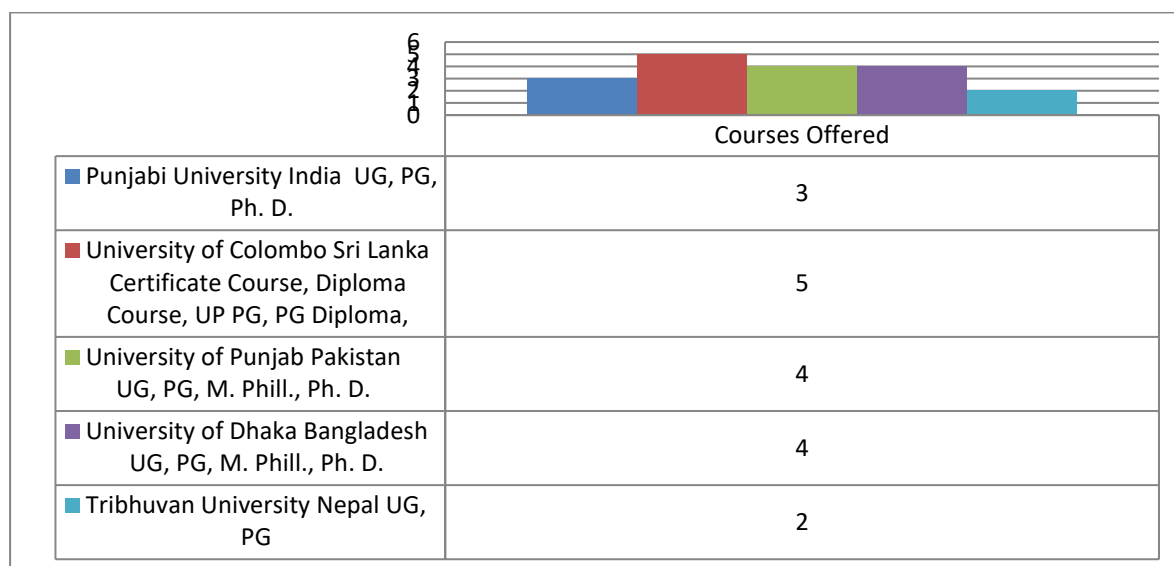 6
5
4
3
2
1
0
Courses Offered
Punjabi University India UG, PG,
Ph. D.
3
University of Colombo Sri Lanka
Certificate Course, Diploma
Course, UP PG, PG Diploma,
5
University of Punjab Pakistan
UG, PG, M. Phill., Ph. D.
4
University of Dhaka Bangladesh
UG, PG, M. Phill., Ph. D.
4
Tribhuvan University Nepal UG,
PG
2